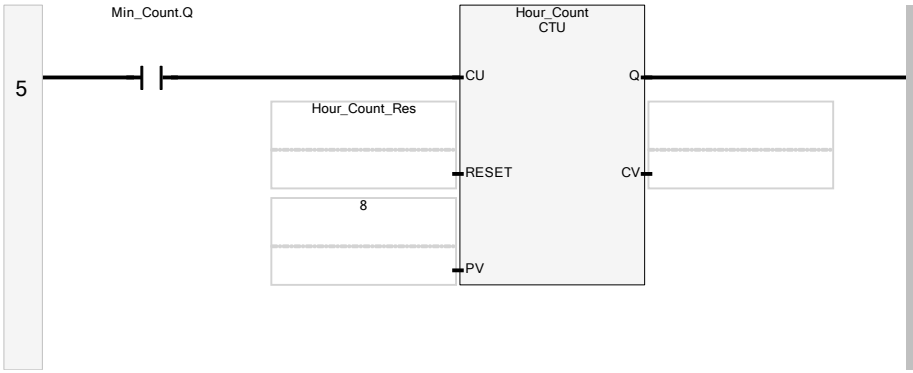 Min_Count.Q
Hour_Count
CTU
5
CU
Q
Hour_Count_Res
RESET
CV
8
PV